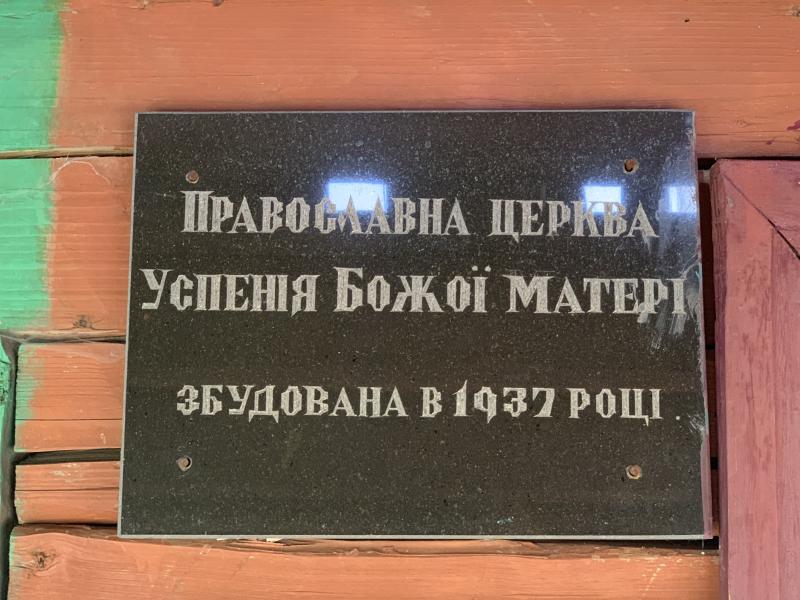 Православна церква
Успенія Божої Матері
збудована в 1937 році.